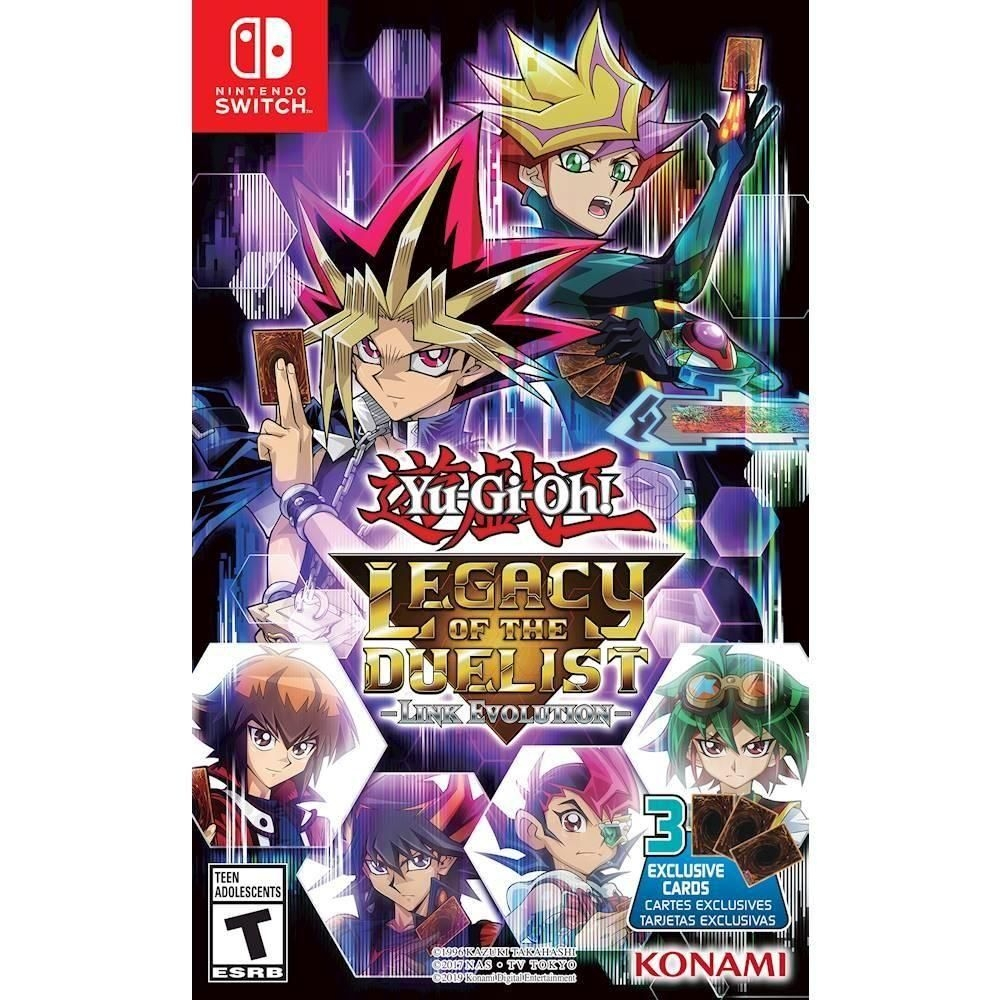 NINTENDO
SWITCH™
遊戯王
Yu-Gi-Oh!
LEGACY
OF THE
DUELIST
-LINK EVOLUTION-
3
EXCLUSIVE
CARDS
CARTES EXCLUSIVES
TARJETAS EXCLUSIVAS
TEEN
ADOLESCENTS
T
ESRB
©1996 KAZUKI TAKAHASHI
©2017 NAS • TV TOKYO
©2019 Konami Digital Entertainment
KONAMI